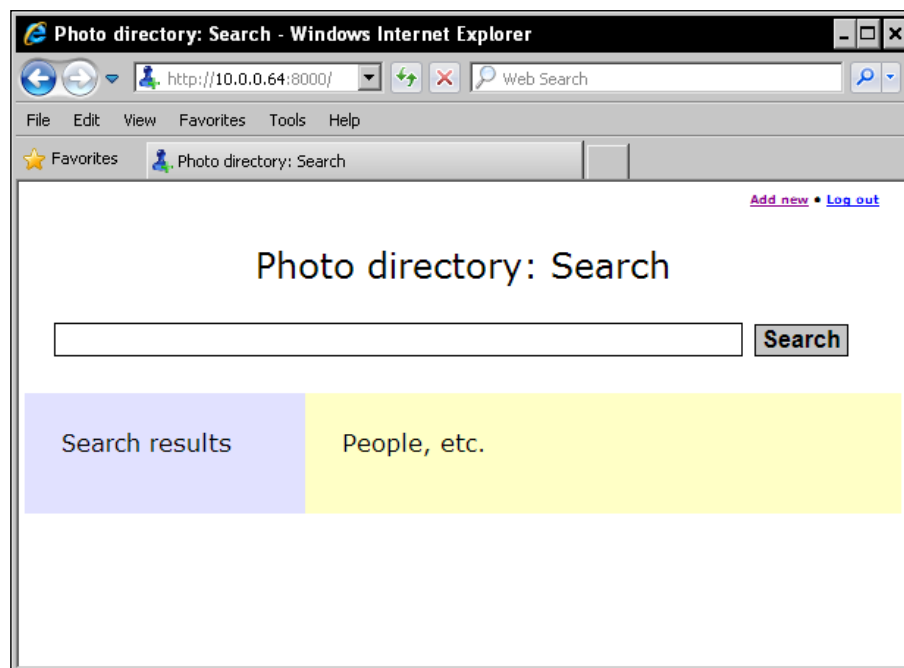 Photo directory: Search - Windows Internet Explorer
http://10.0.0.64:8000/
Web Search
File Edit View Favorites Tools Help
Favorites
Photo directory: Search
Add new • Log out
Photo directory: Search
Search
Search results
People, etc.